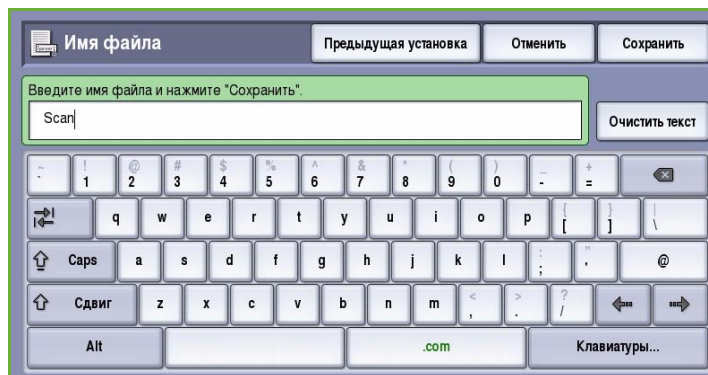 Имя файла Предыдущая установка Отменить Сохранить
Введите имя файла и нажмите "Сохранить".
Scan Очистить текст
~ ! @ # $ % ^ & * ( ) _ +
` 1 2 3 4 5 6 7 8 9 0 - =
q w e r t y u i o p { [ } ] | \
Caps a s d f g h j k l : ; " ' @
Сдвиг z x c v b n m < , > . ? /
Alt .com Клавиатуры...